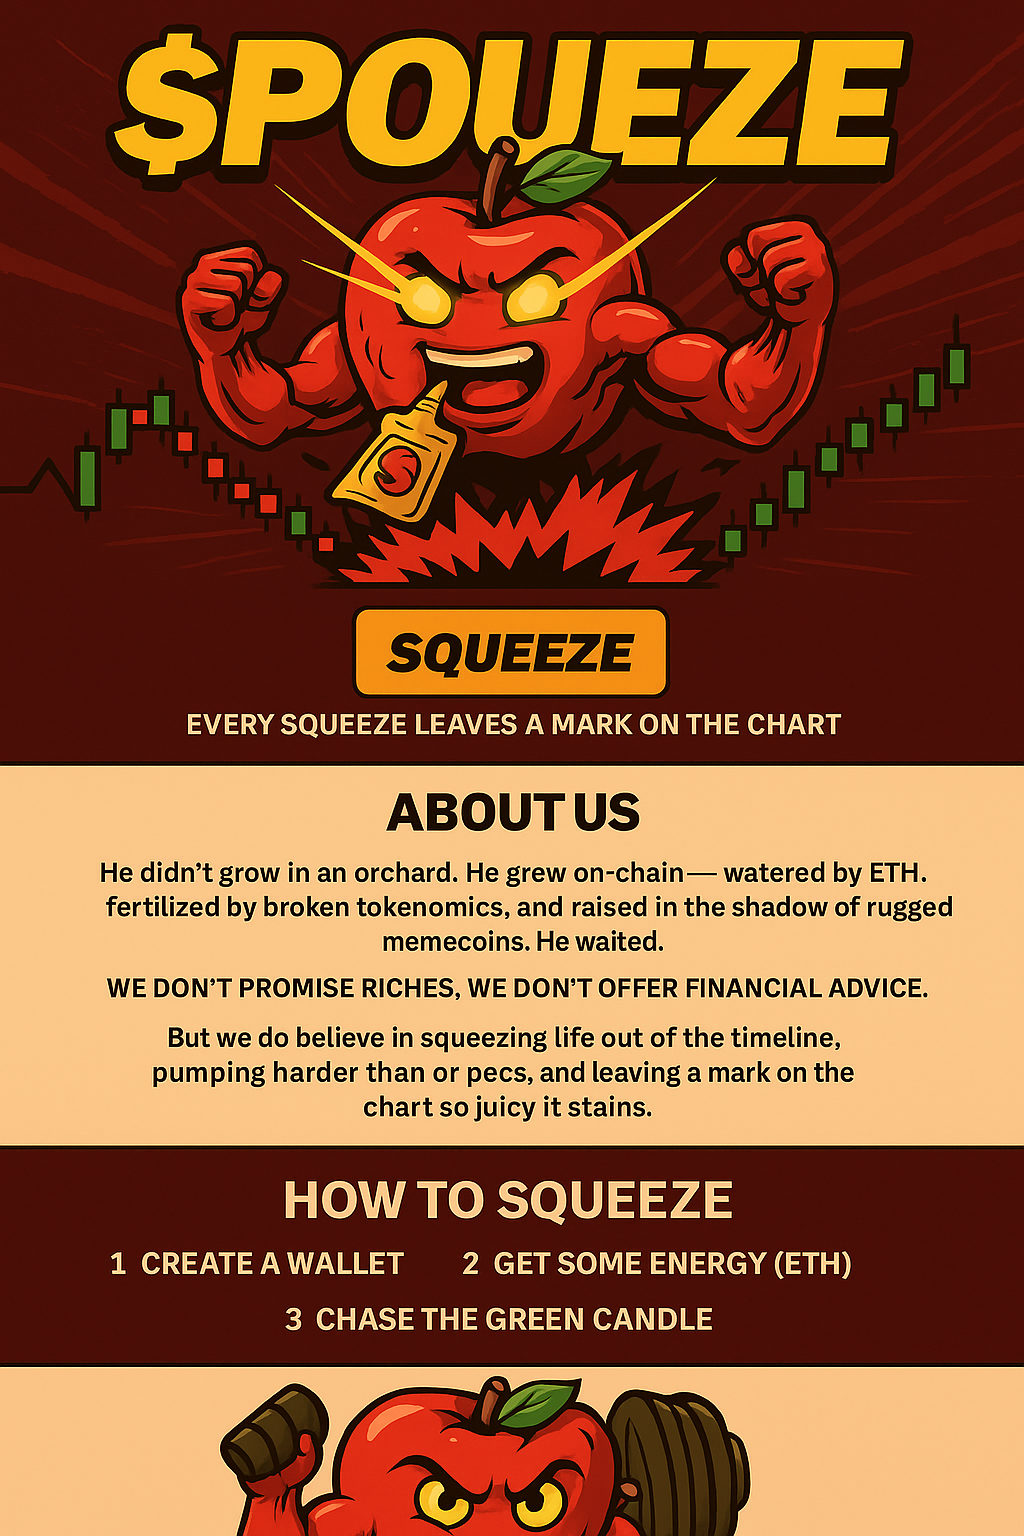 $POUEZE
S
SQUEEZE
EVERY SQUEEZE LEAVES A MARK ON THE CHART
ABOUT US
He didn’t grow in an orchard. He grew on-chain— watered by ETH.
fertilized by broken tokenomics, and raised in the shadow of rugged
memecoins. He waited.
WE DON’T PROMISE RICHES, WE DON’T OFFER FINANCIAL ADVICE.
But we do believe in squeezing life out of the timeline,
pumping harder than or pecs, and leaving a mark on the
chart so juicy it stains.
HOW TO SQUEEZE
1 CREATE A WALLET 2 GET SOME ENERGY (ETH)
3 CHASE THE GREEN CANDLE